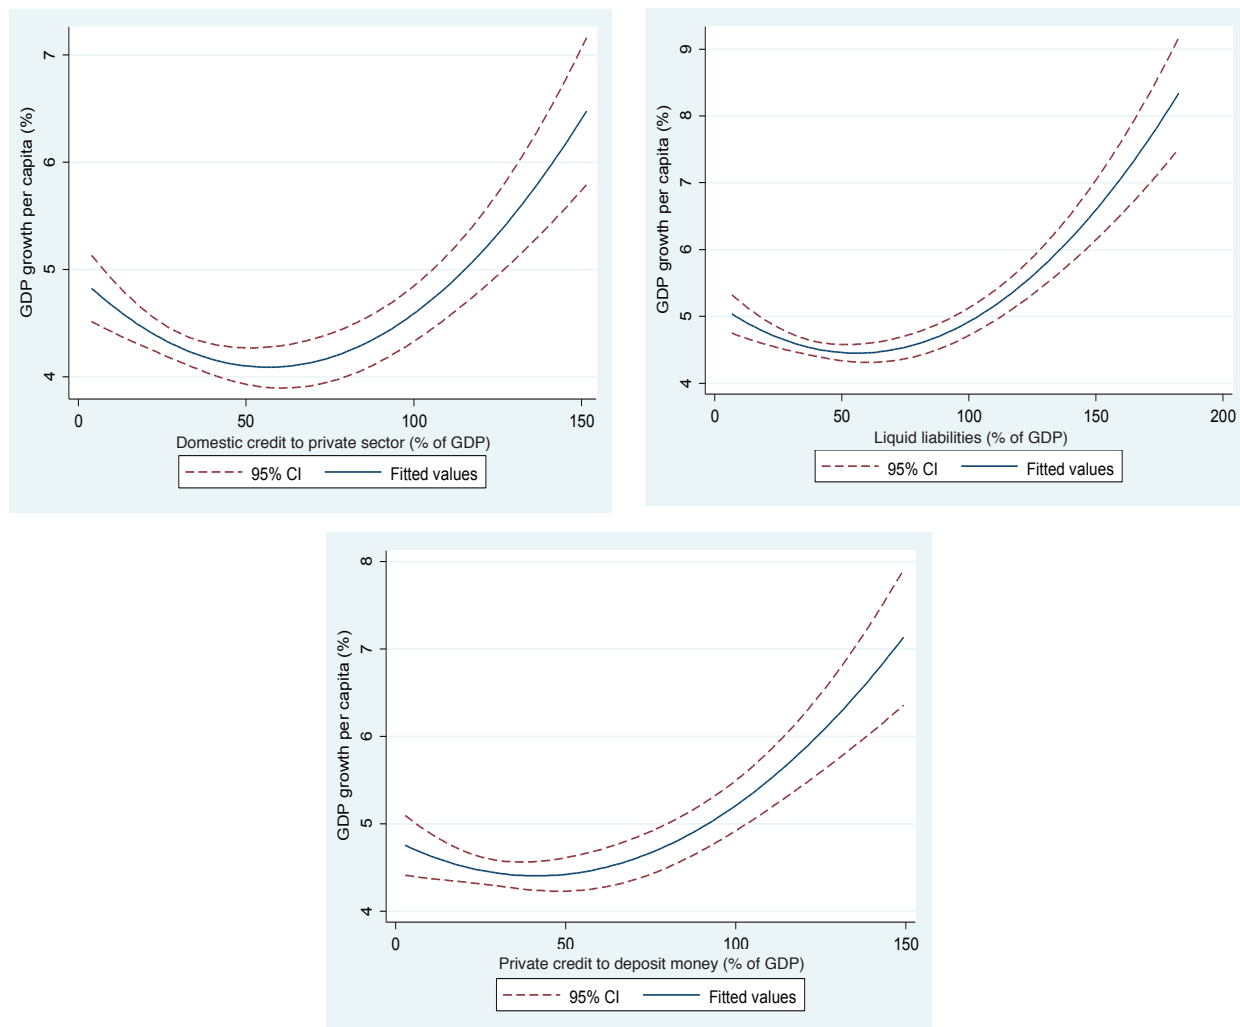 GDP growth per capita (%)
7
6
5
4
0 50 100 150
Domestic credit to private sector (% of GDP)
95% CI Fitted values
GDP growth per capita (%)
9
8
7
6
5
4
0 50 100 150 200
Liquid liabilities (% of GDP)
95% CI Fitted values
GDP growth per capita (%)
8
7
6
5
4
0 50 100 150
Private credit to deposit money (% of GDP)
95% CI Fitted values